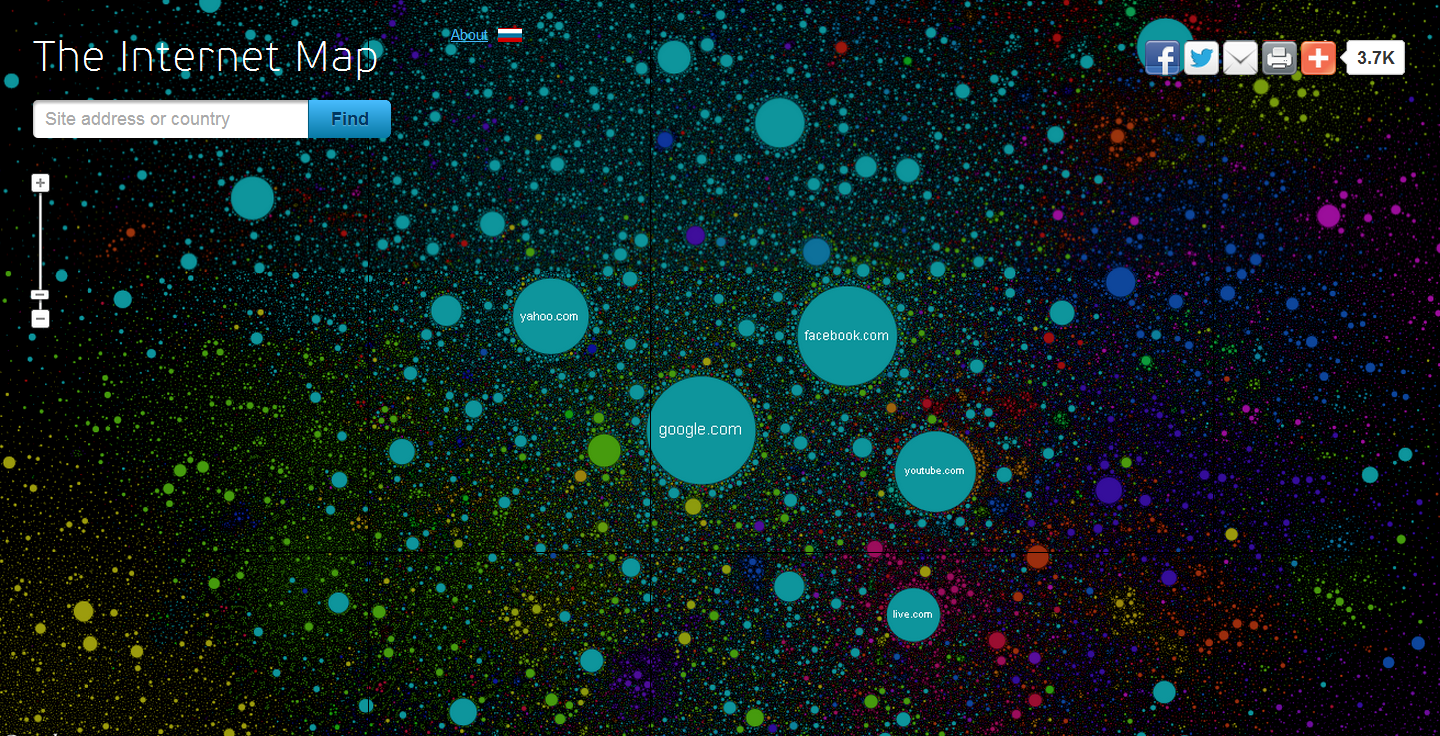 About
The Internet Map
3.7K
Site address or country
Find
yahoo.com
facebook.com
google.com
youtube.com
live.com